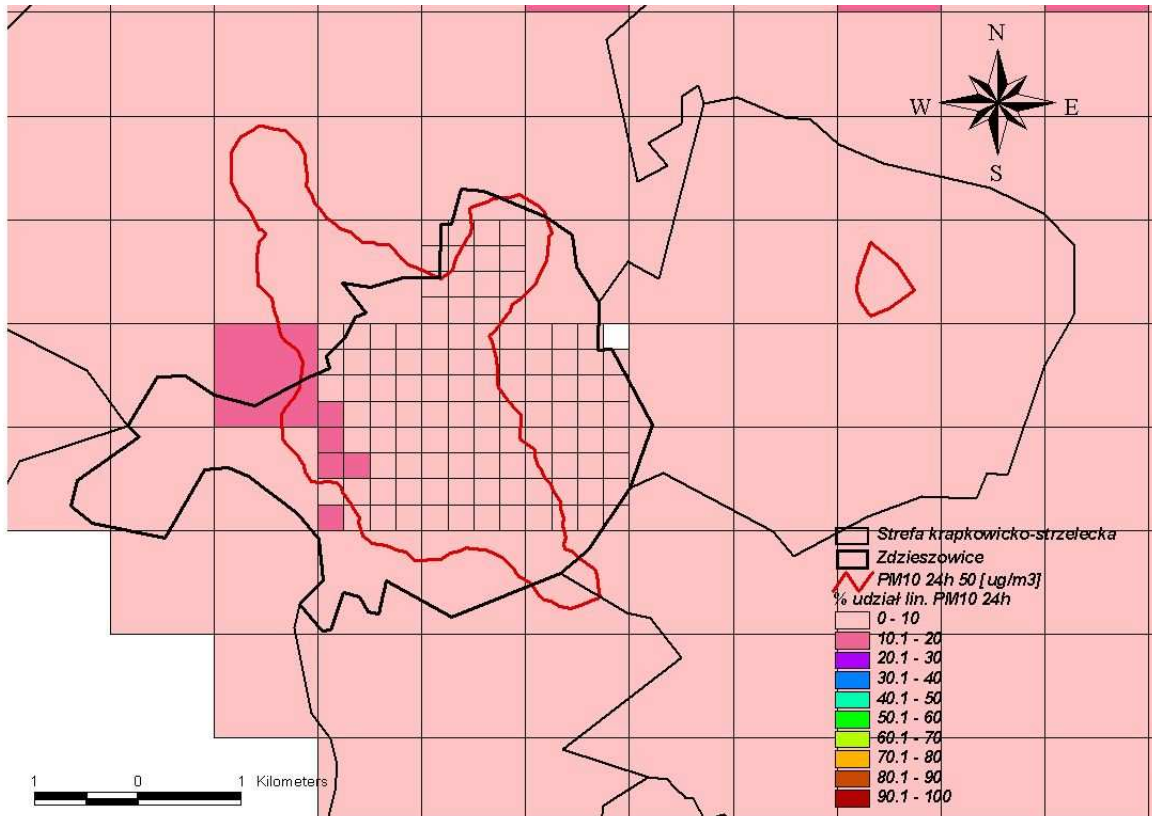 N
W E
S
Strefa krapkowicko-strzelecka
Zdzieszowice
PM10 24h 50 [ug/m3]
% udział lin. PM10 24h
0 - 10
10.1 - 20
20.1 - 30
30.1 - 40
40.1 - 50
50.1 - 60
60.1 - 70
70.1 - 80
80.1 - 90
90.1 - 100
1 0 1 Kilometers